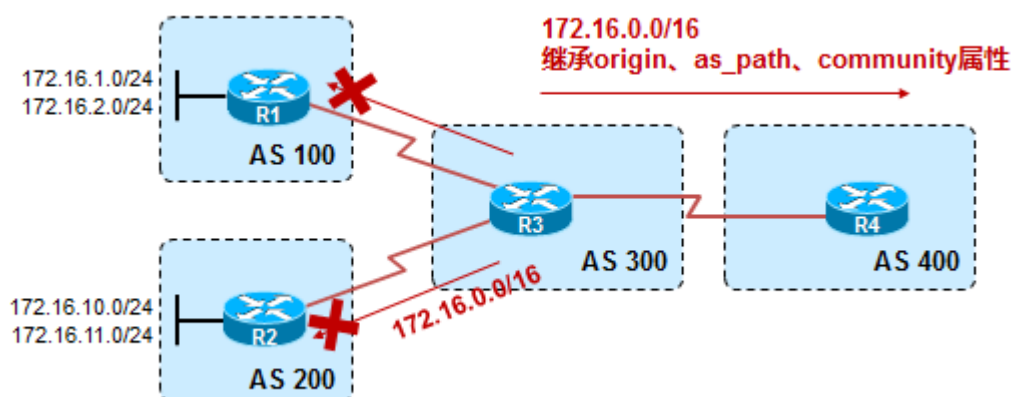 172.16.0.0/16
继承origin、as_path、community属性
172.16.1.0/24
172.16.2.0/24
R1
AS 100
R3
AS 300
R4
AS 400
172.16.0.0/16
172.16.10.0/24
172.16.11.0/24
R2
AS 200